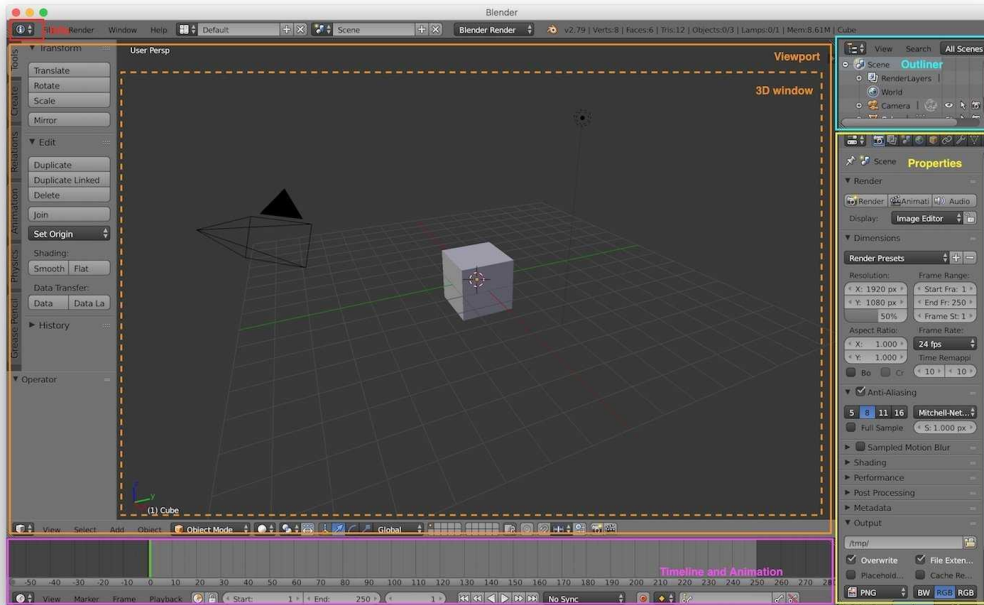 Blender
Render Window Help Default Scene Blender Render v2.79 | Verts:8 | Faces:6 | Tris:12 | Objects:0/3 | Lamps:0/1 | Mem:8.61M | Cube
Tools
Create
Relations
Animation
Physics
Grease Pencil
Transform
Translate
Rotate
Scale
Mirror
Edit
Duplicate
Duplicate Linked
Delete
Join
Set Origin
Shading:
Smooth Flat
Data Transfer:
Data Data La
History
Operator
User Persp
Viewport
3D window
(1) Cube
View Select Add Object Object Mode Global
View Search All Scenes
Scene Outliner
RenderLayers
World
Camera
Scene Properties
Render
Render Animati Audio
Display: Image Editor
Dimensions
Render Presets
Resolution: Frame Range:
X: 1920 px Start Fra: 1
Y: 1080 px End Fr: 250
50% Frame St: 1
Aspect Ratio: Frame Rate:
X: 1.000 24 fps
Y: 1.000 Time Remappi
Bo Cr 10 10
Anti-Aliasing
5 8 11 16 Mitchell-Net...
Full Sample S: 1.000 px
Sampled Motion Blur
Shading
Performance
Post Processing
Metadata
Output
/tmp/
Overwrite File Exten...
Placehold... Cache Re...
PNG BW RGB RGB
Timeline and Animation
-50 -40 -30 -20 -10 0 10 20 30 40 50 60 70 80 90 100 110 120 130 140 150 160 170 180 190 200 210 220 230 240 250 260 270 280
View Marker Frame Playback Start: 1 End: 250 1 No Sync